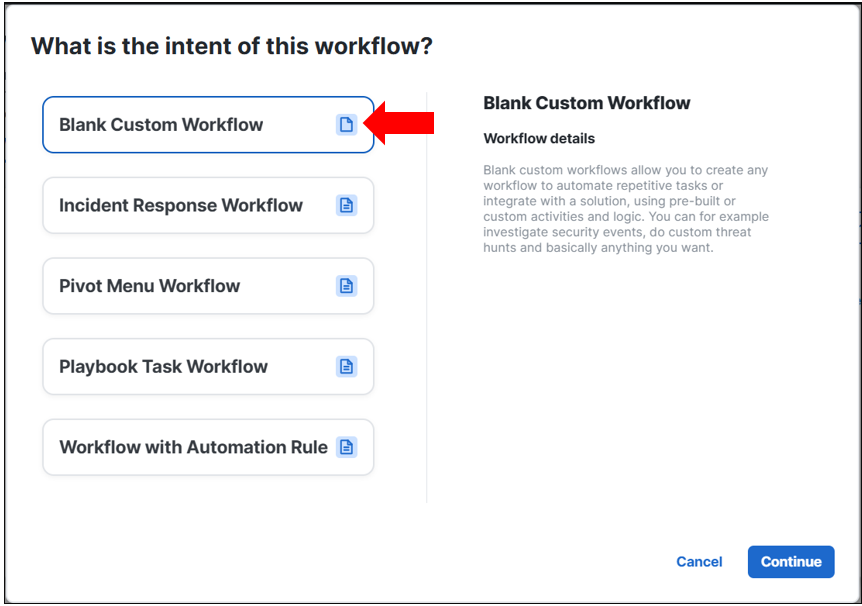 What is the intent of this workflow?
Blank Custom Workflow
Incident Response Workflow
Pivot Menu Workflow
Playbook Task Workflow
Workflow with Automation Rule
Blank Custom Workflow
Workflow details
Blank custom workflows allow you to create any
workflow to automate repetitive tasks or
integrate with a solution, using pre-built or
custom activities and logic. You can for example
investigate security events, do custom threat
hunts and basically anything you want.
Cancel
Continue